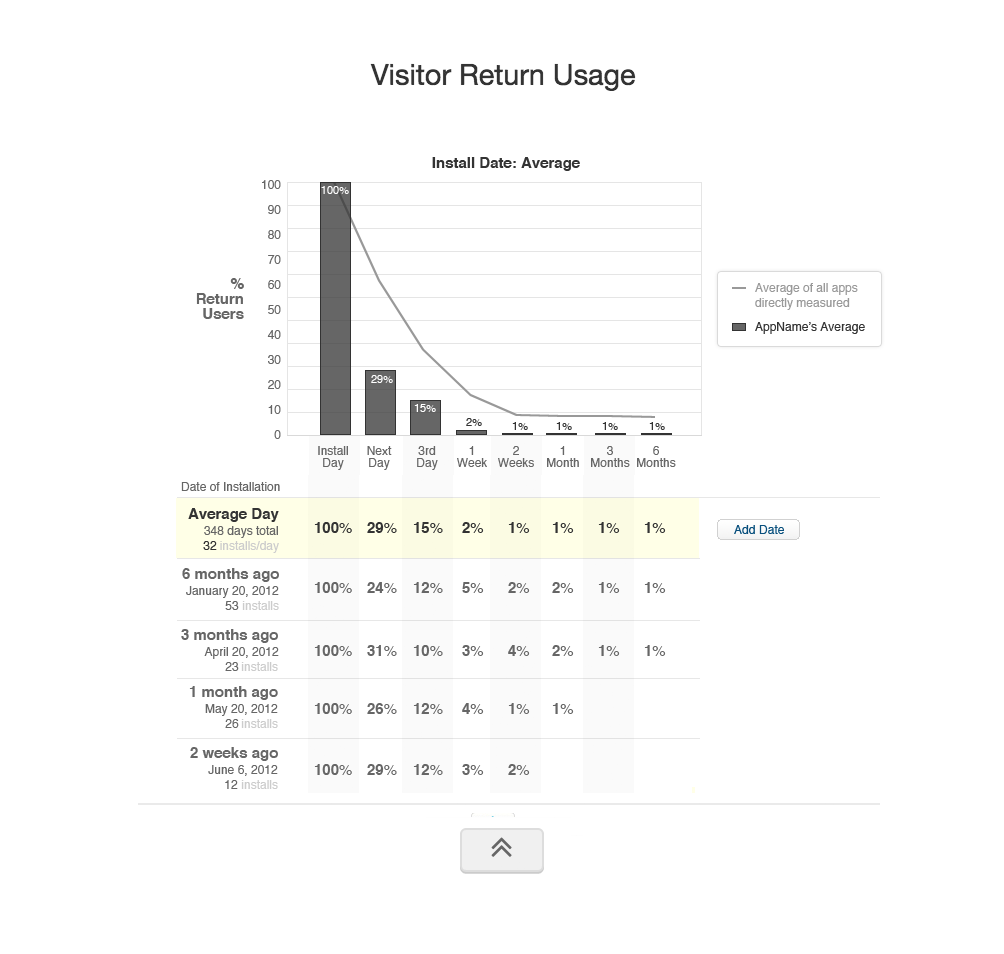 Visitor Return Usage
Install Date: Average
100
90
80
70
60
50
40
30
20
10
0
%
Return
Users
100%
29%
15%
2%
1%
1%
1%
1%
Average of all apps
directly measured
AppName's Average
Install Day
Next Day
3rd Day
1 Week
2 Weeks
1 Month
3 Months
6 Months
Date of Installation
Average Day
348 days total
32 installs/day
100% 29% 15% 2% 1% 1% 1% 1%
Add Date
6 months ago
January 20, 2012
53 installs
100% 24% 12% 5% 2% 2% 1% 1%
3 months ago
April 20, 2012
23 installs
100% 31% 10% 3% 4% 2% 1% 1%
1 month ago
May 20, 2012
26 installs
100% 26% 12% 4% 1% 1%
2 weeks ago
June 6, 2012
12 installs
100% 29% 12% 3% 2%